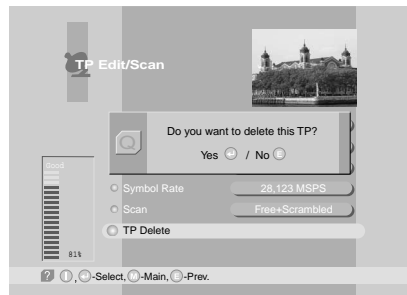 TP Edit/Scan
Do you want to delete this TP?
Yes / No E
Good
Symbol Rate 28,123 MSPS
Scan Free+Scrambled
TP Delete
81%
? , -Select, M-Main, E-Prev.